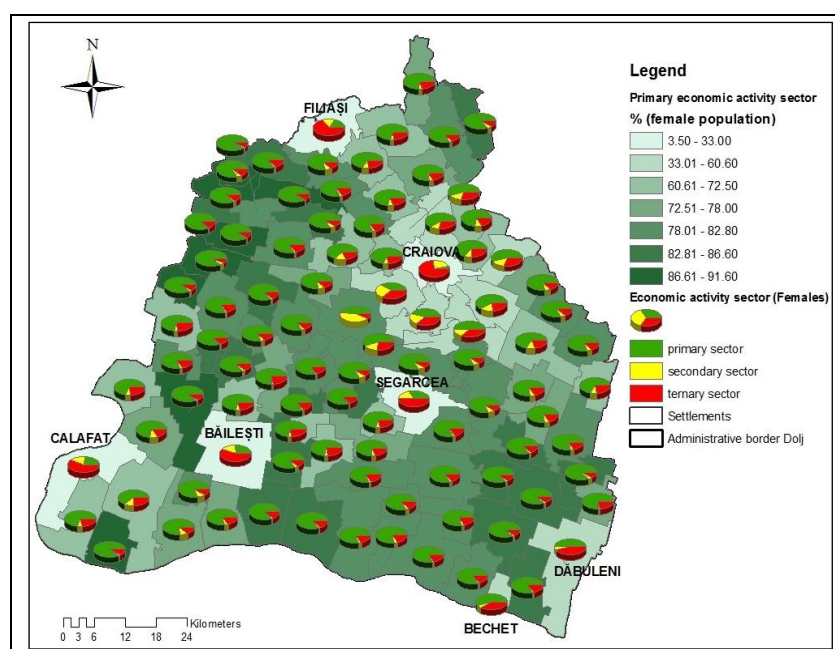 N
FILIAȘI
CRAIOVA
SEGARCEA
CALAFAT
BĂILEȘTI
DĂBULENI
BECHET
Legend
Primary economic activity sector
% (female population)
3.50 - 33.00
33.01 - 60.60
60.61 - 72.50
72.51 - 78.00
78.01 - 82.80
82.81 - 86.60
86.61 - 91.60
Economic activity sector (Females)
primary sector
secondary sector
ternary sector
Settlements
Administrative border Dolj
Kilometers
0 3 6 12 18 24